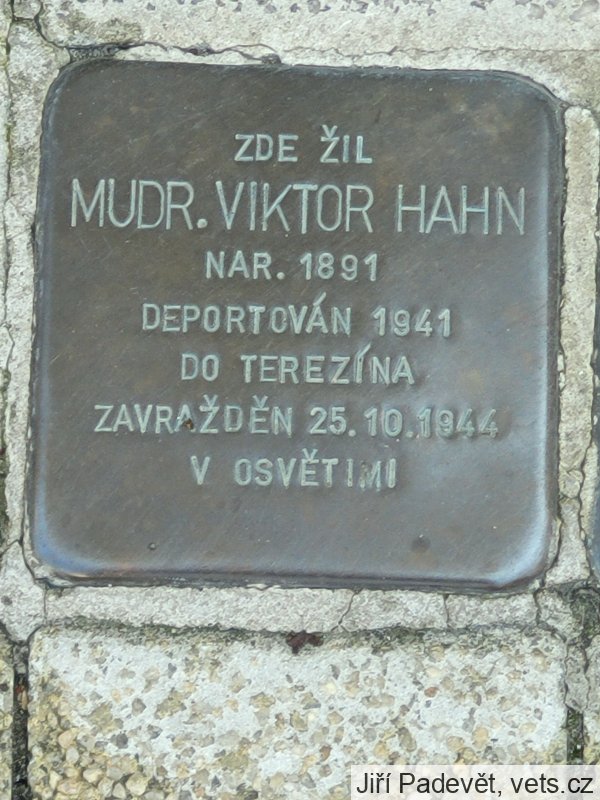 ZDE ŽIL
MUDR. VIKTOR HAHN
NAR. 1891
DEPORTOVÁN 1941
DO TEREZÍNA
ZAVRAŽDĚN 25.10.1944
V OSVĚTIMI
Jiří Padevět, vets.cz